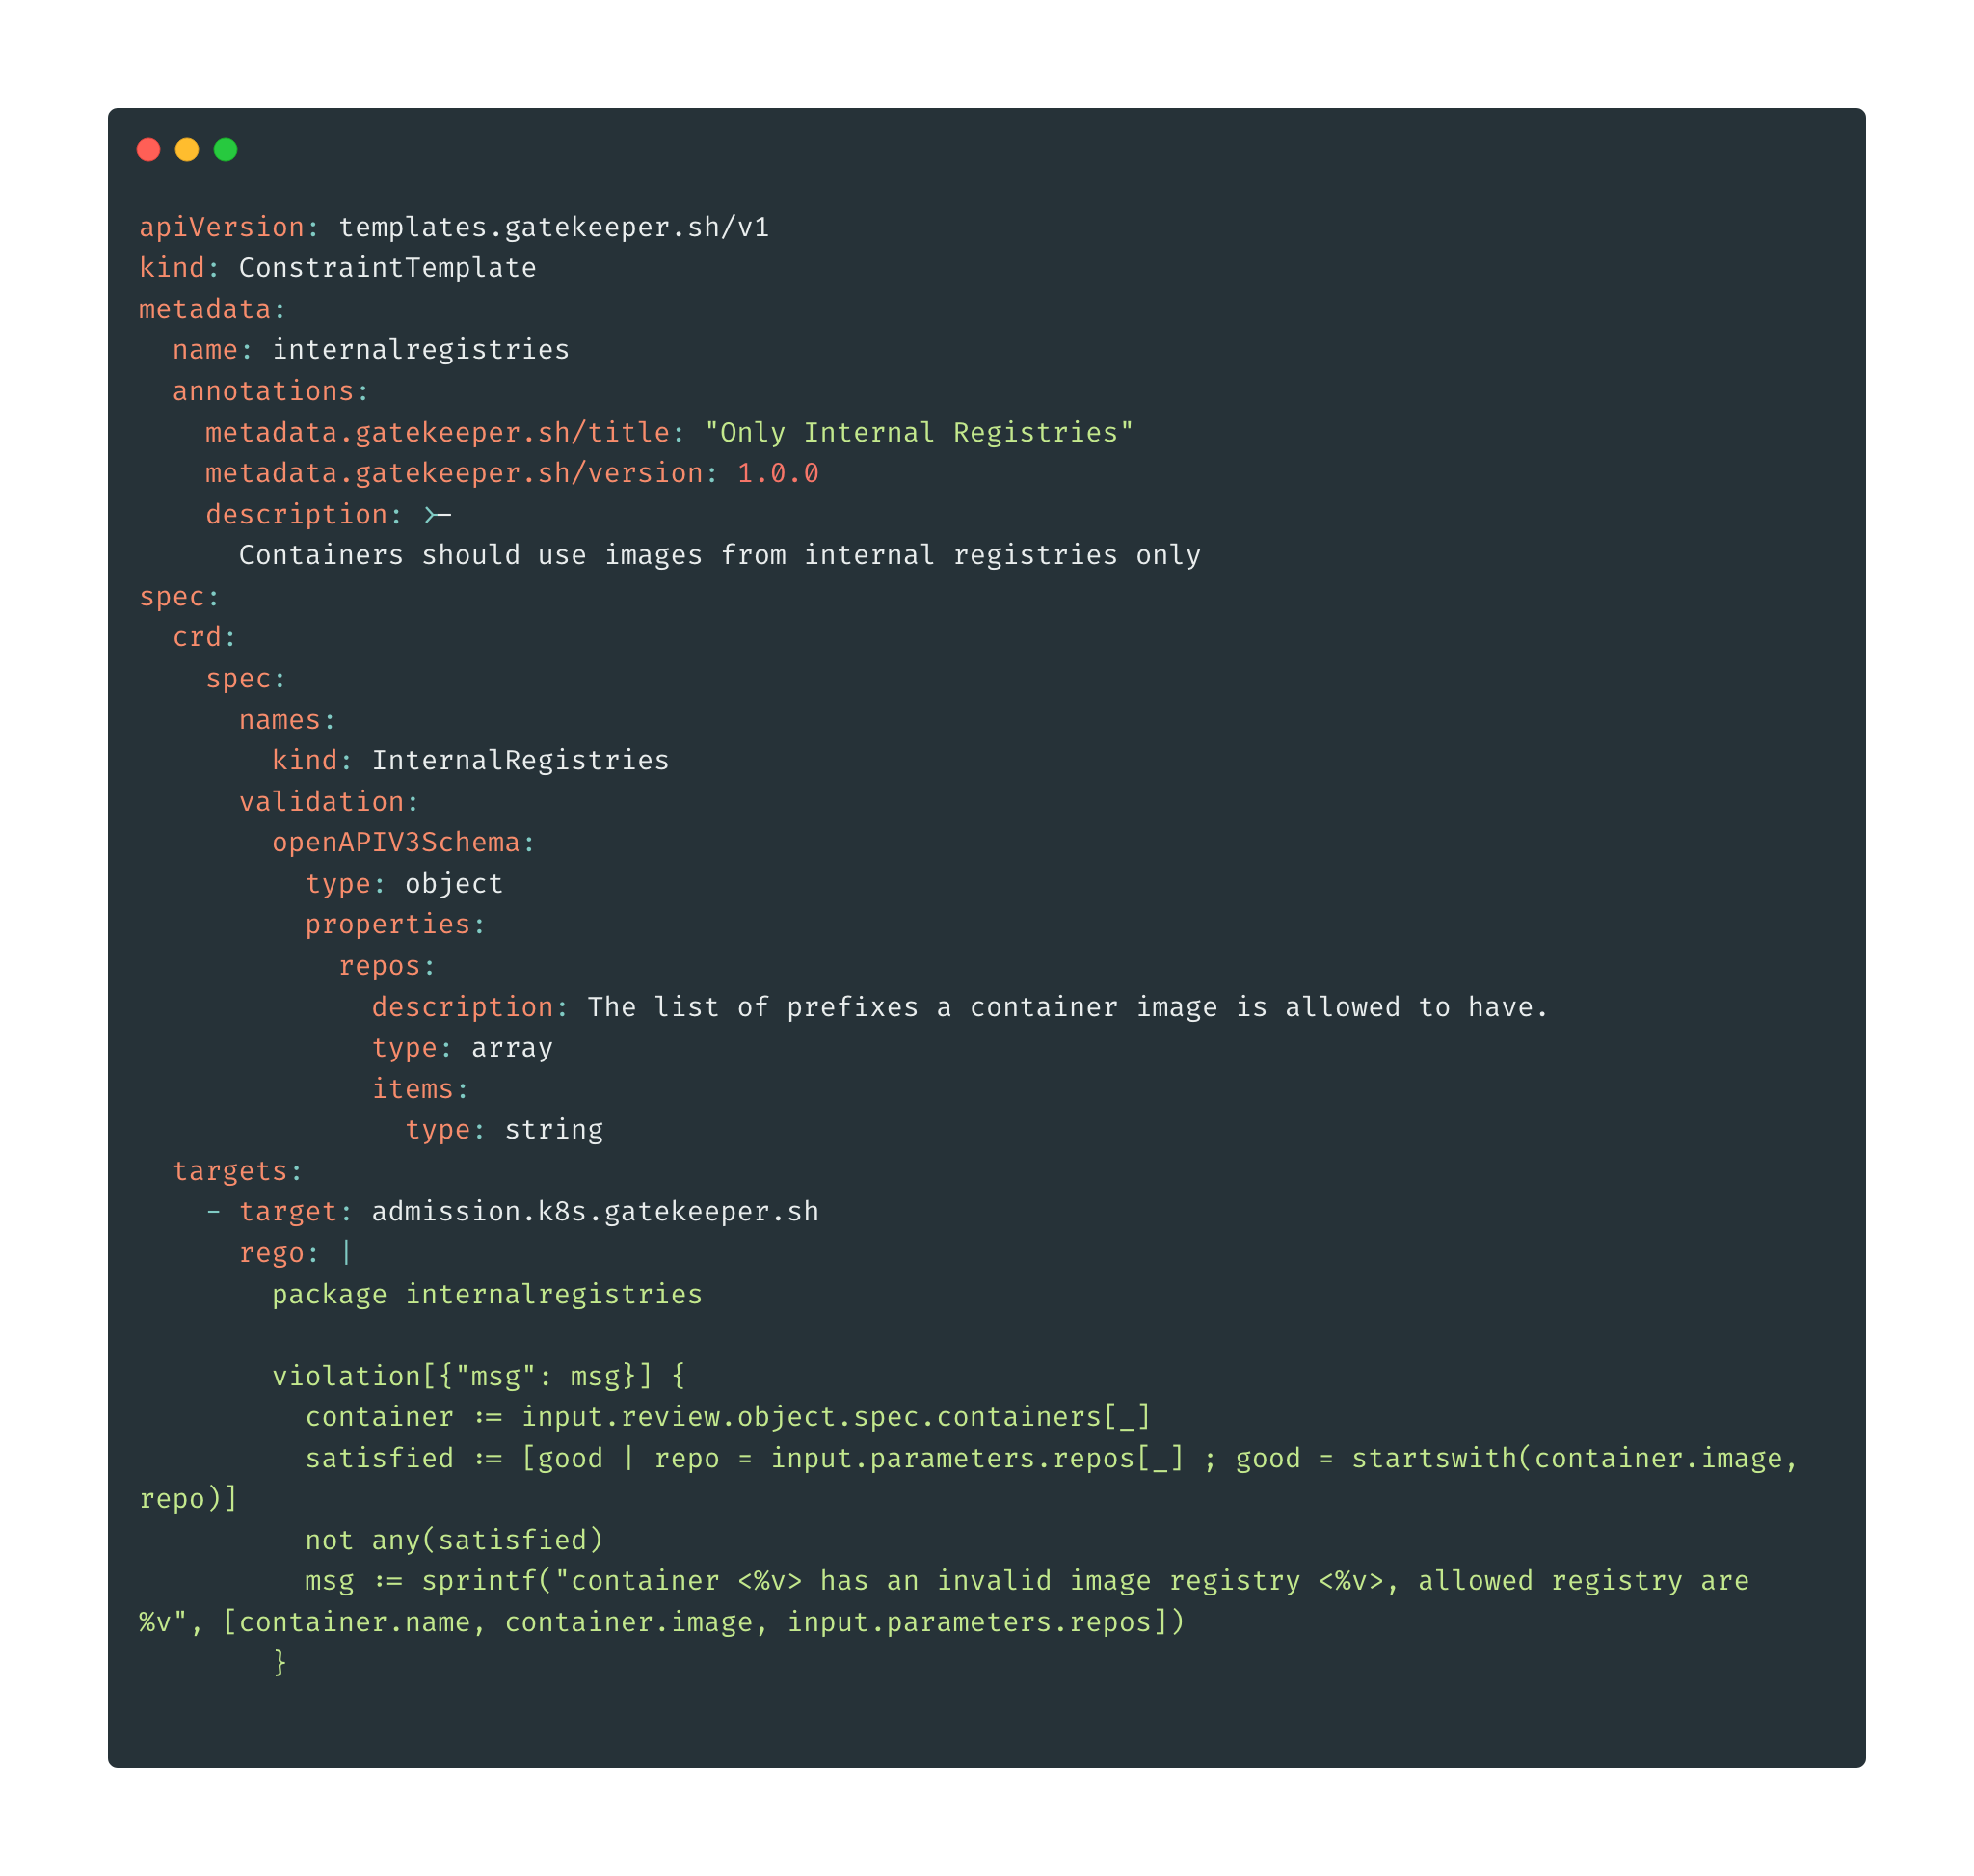 apiVersion: templates.gatekeeper.sh/v1
kind: ConstraintTemplate
metadata:
  name: internalregistries
  annotations:
    metadata.gatekeeper.sh/title: "Only Internal Registries"
    metadata.gatekeeper.sh/version: 1.0.0
    description: >-
      Containers should use images from internal registries only
spec:
  crd:
    spec:
      names:
        kind: InternalRegistries
      validation:
        openAPIV3Schema:
          type: object
          properties:
            repos:
              description: The list of prefixes a container image is allowed to have.
              type: array
              items:
                type: string
  targets:
    - target: admission.k8s.gatekeeper.sh
      rego: |
        package internalregistries

        violation[{"msg": msg}] {
          container := input.review.object.spec.containers[_]
          satisfied := [good | repo = input.parameters.repos[_] ; good = startswith(container.image,
repo)]
          not any(satisfied)
          msg := sprintf("container <%v> has an invalid image registry <%v>, allowed registry are
%v", [container.name, container.image, input.parameters.repos])
        }